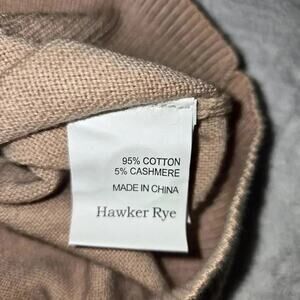 95% COTTON
5% CASHMERE
MADE IN CHINA
Hawker Rye